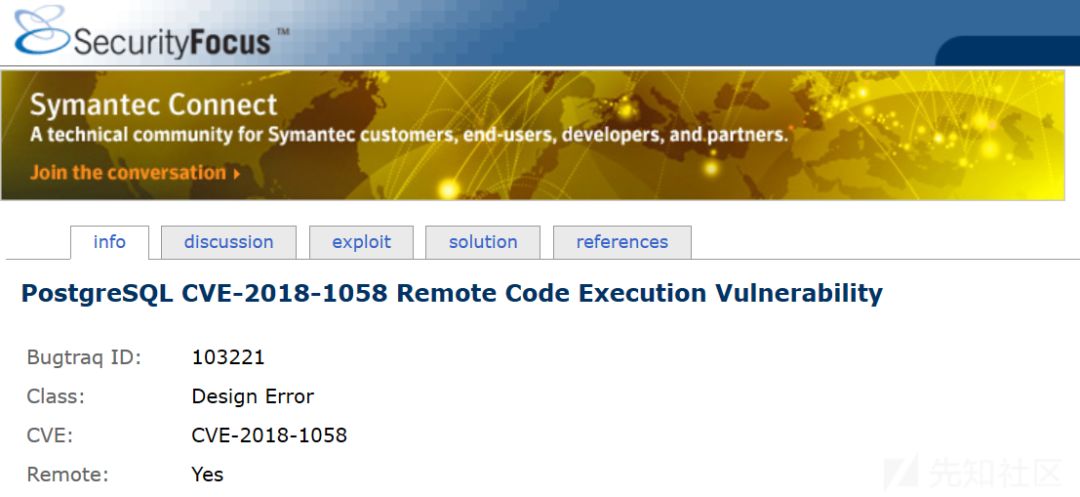 SecurityFocus™
Symantec Connect
A technical community for Symantec customers, end-users, developers, and partners.
Join the conversation
info discussion exploit solution references
PostgreSQL CVE-2018-1058 Remote Code Execution Vulnerability
Bugtraq ID: 103221
Class: Design Error
CVE: CVE-2018-1058
Remote: Yes
先知社区